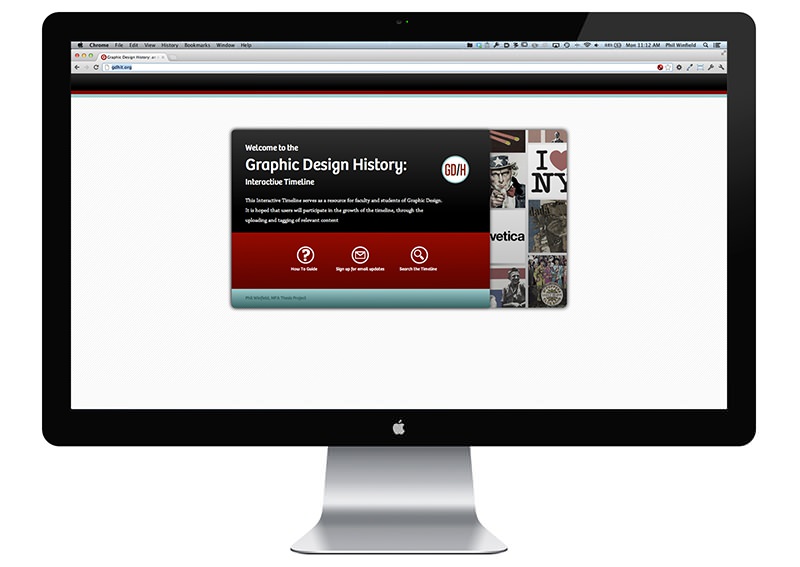 Chrome File Edit View History Bookmarks Window Help
Mon 11:12 AM Phil Winfield
Graphic Design History: an
gdhit.org
Welcome to the
Graphic Design History:
Interactive Timeline
GD/H
This Interactive Timeline serves as a resource for faculty and students of Graphic Design.
It is hoped that users will participate in the growth of the timeline, through the
uploading and tagging of relevant content
How To Guide
Sign up for email updates
Search the Timeline
Phil Winfield, MFA Thesis Project
I
NY
vetica